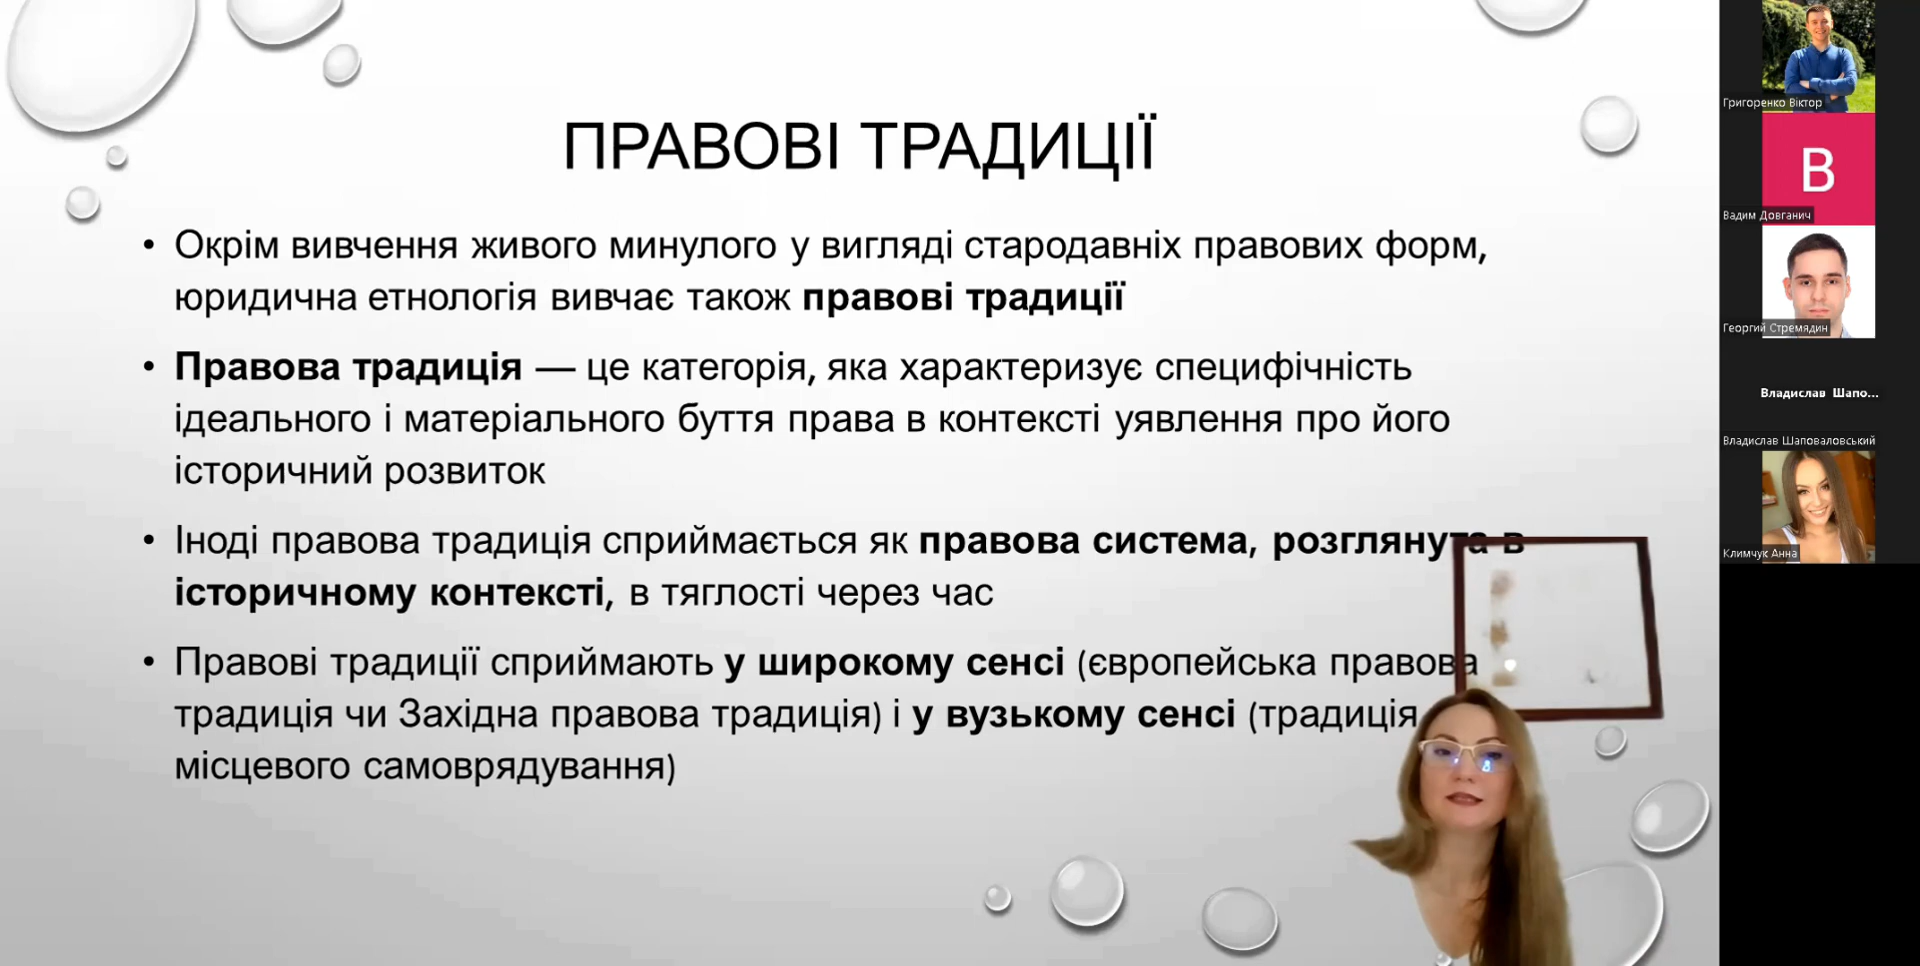 ПРАВОВІ ТРАДИЦІЇ
• Окрім вивчення живого минулого у вигляді стародавніх правових форм,
юридична етнологія вивчає також правові традиції
• Правова традиція — це категорія, яка характеризує специфічність
ідеального і матеріального буття права в контексті уявлення про його
історичний розвиток
• Іноді правова традиція сприймається як правова система, розглянута в
історичному контексті, в тяглості через час
• Правові традиції сприймають у широкому сенсі (європейська правова
традиція чи Західна правова традиція) і у вузькому сенсі (традиція
місцевого самоврядування)
Григоренко Віктор
В
Вадим Довганич
Георгий Стремядин
Владислав Шапо...
Владислав Шаповаловський
Климчук Анна